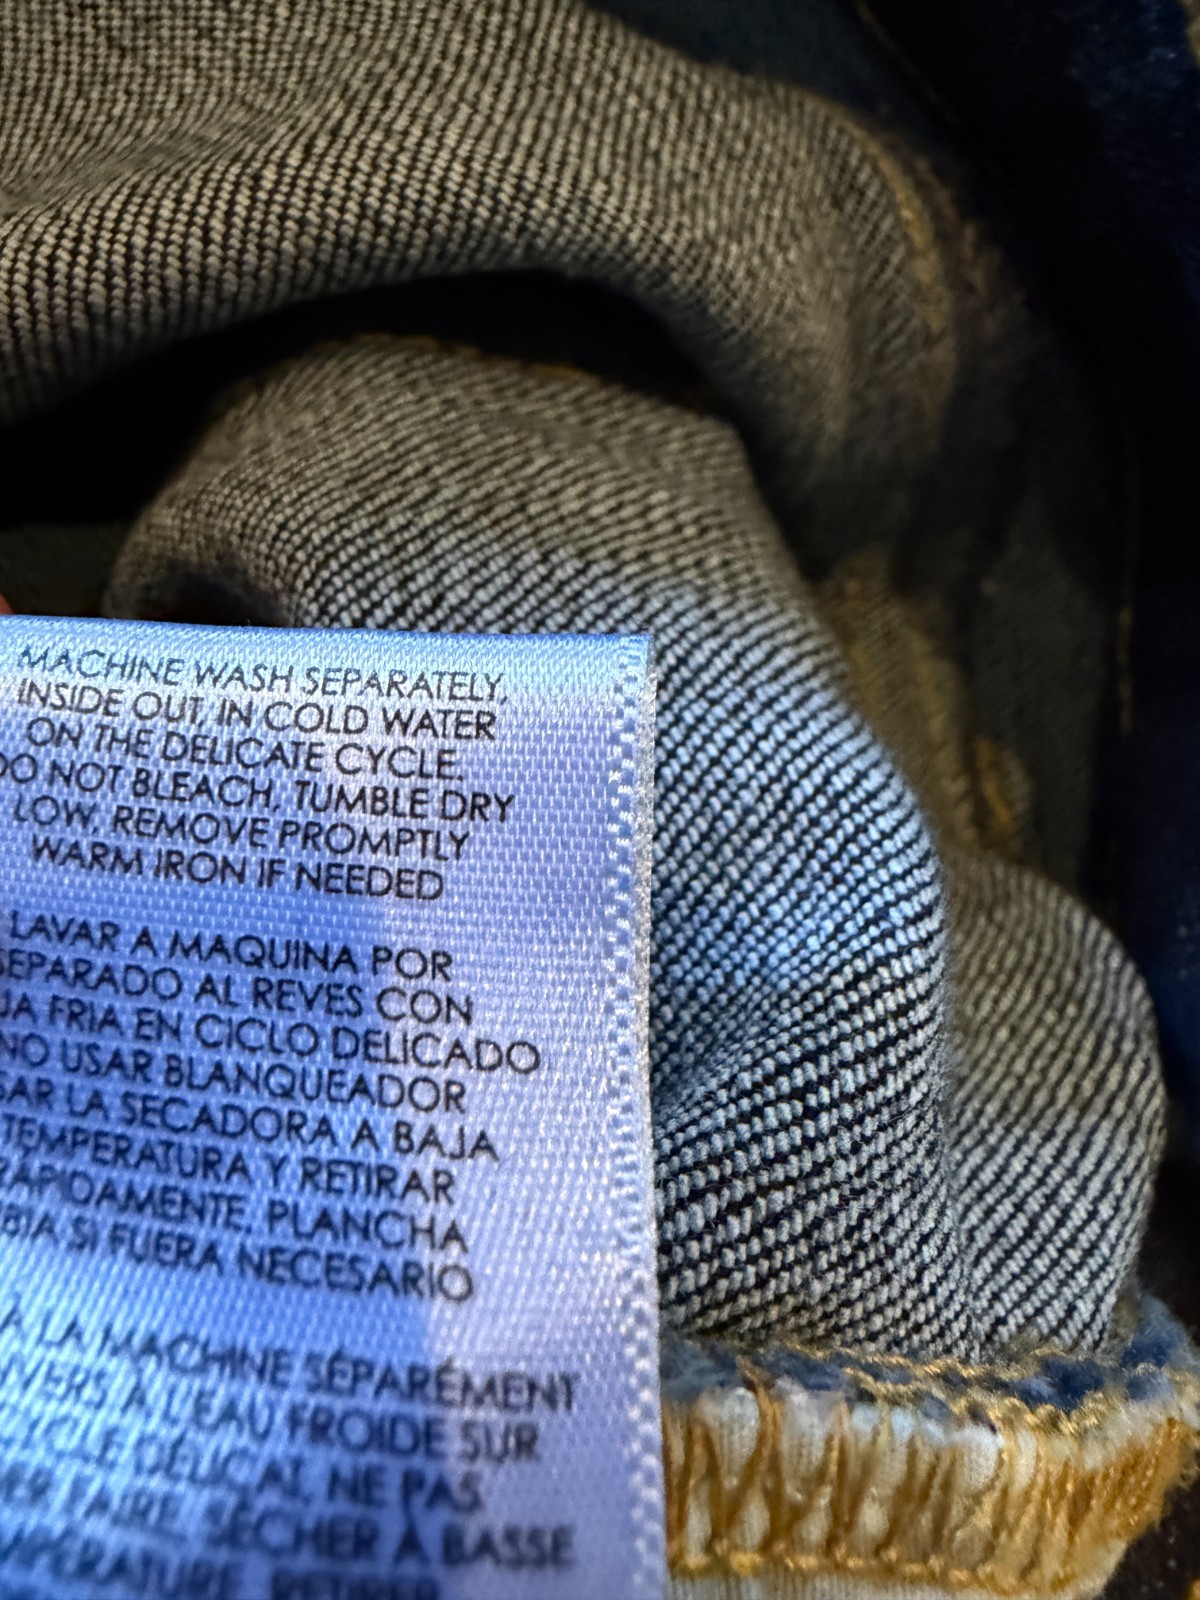 MACHINE WASH SEPARATELY,
INSIDE OUT, IN COLD WATER
ON THE DELICATE CYCLE.
DO NOT BLEACH, TUMBLE DRY
LOW, REMOVE PROMPTLY
WARM IRON IF NEEDED
LAVAR A MAQUINA POR
SEPARADO AL REVES CON
FRIA EN CICLO DELICADO
NO USAR BLANQUEADOR
LA SECADORA A BAJA
TEMPERATURA Y RETIRAR
PLANCHA
SI FUERA NECESARIO
À LA MACHINE SÉPARÉMENT
À L'EAU FROIDE SUR
DÉLICAT, NE PAS
FAIRE SÉCHER À BASSE